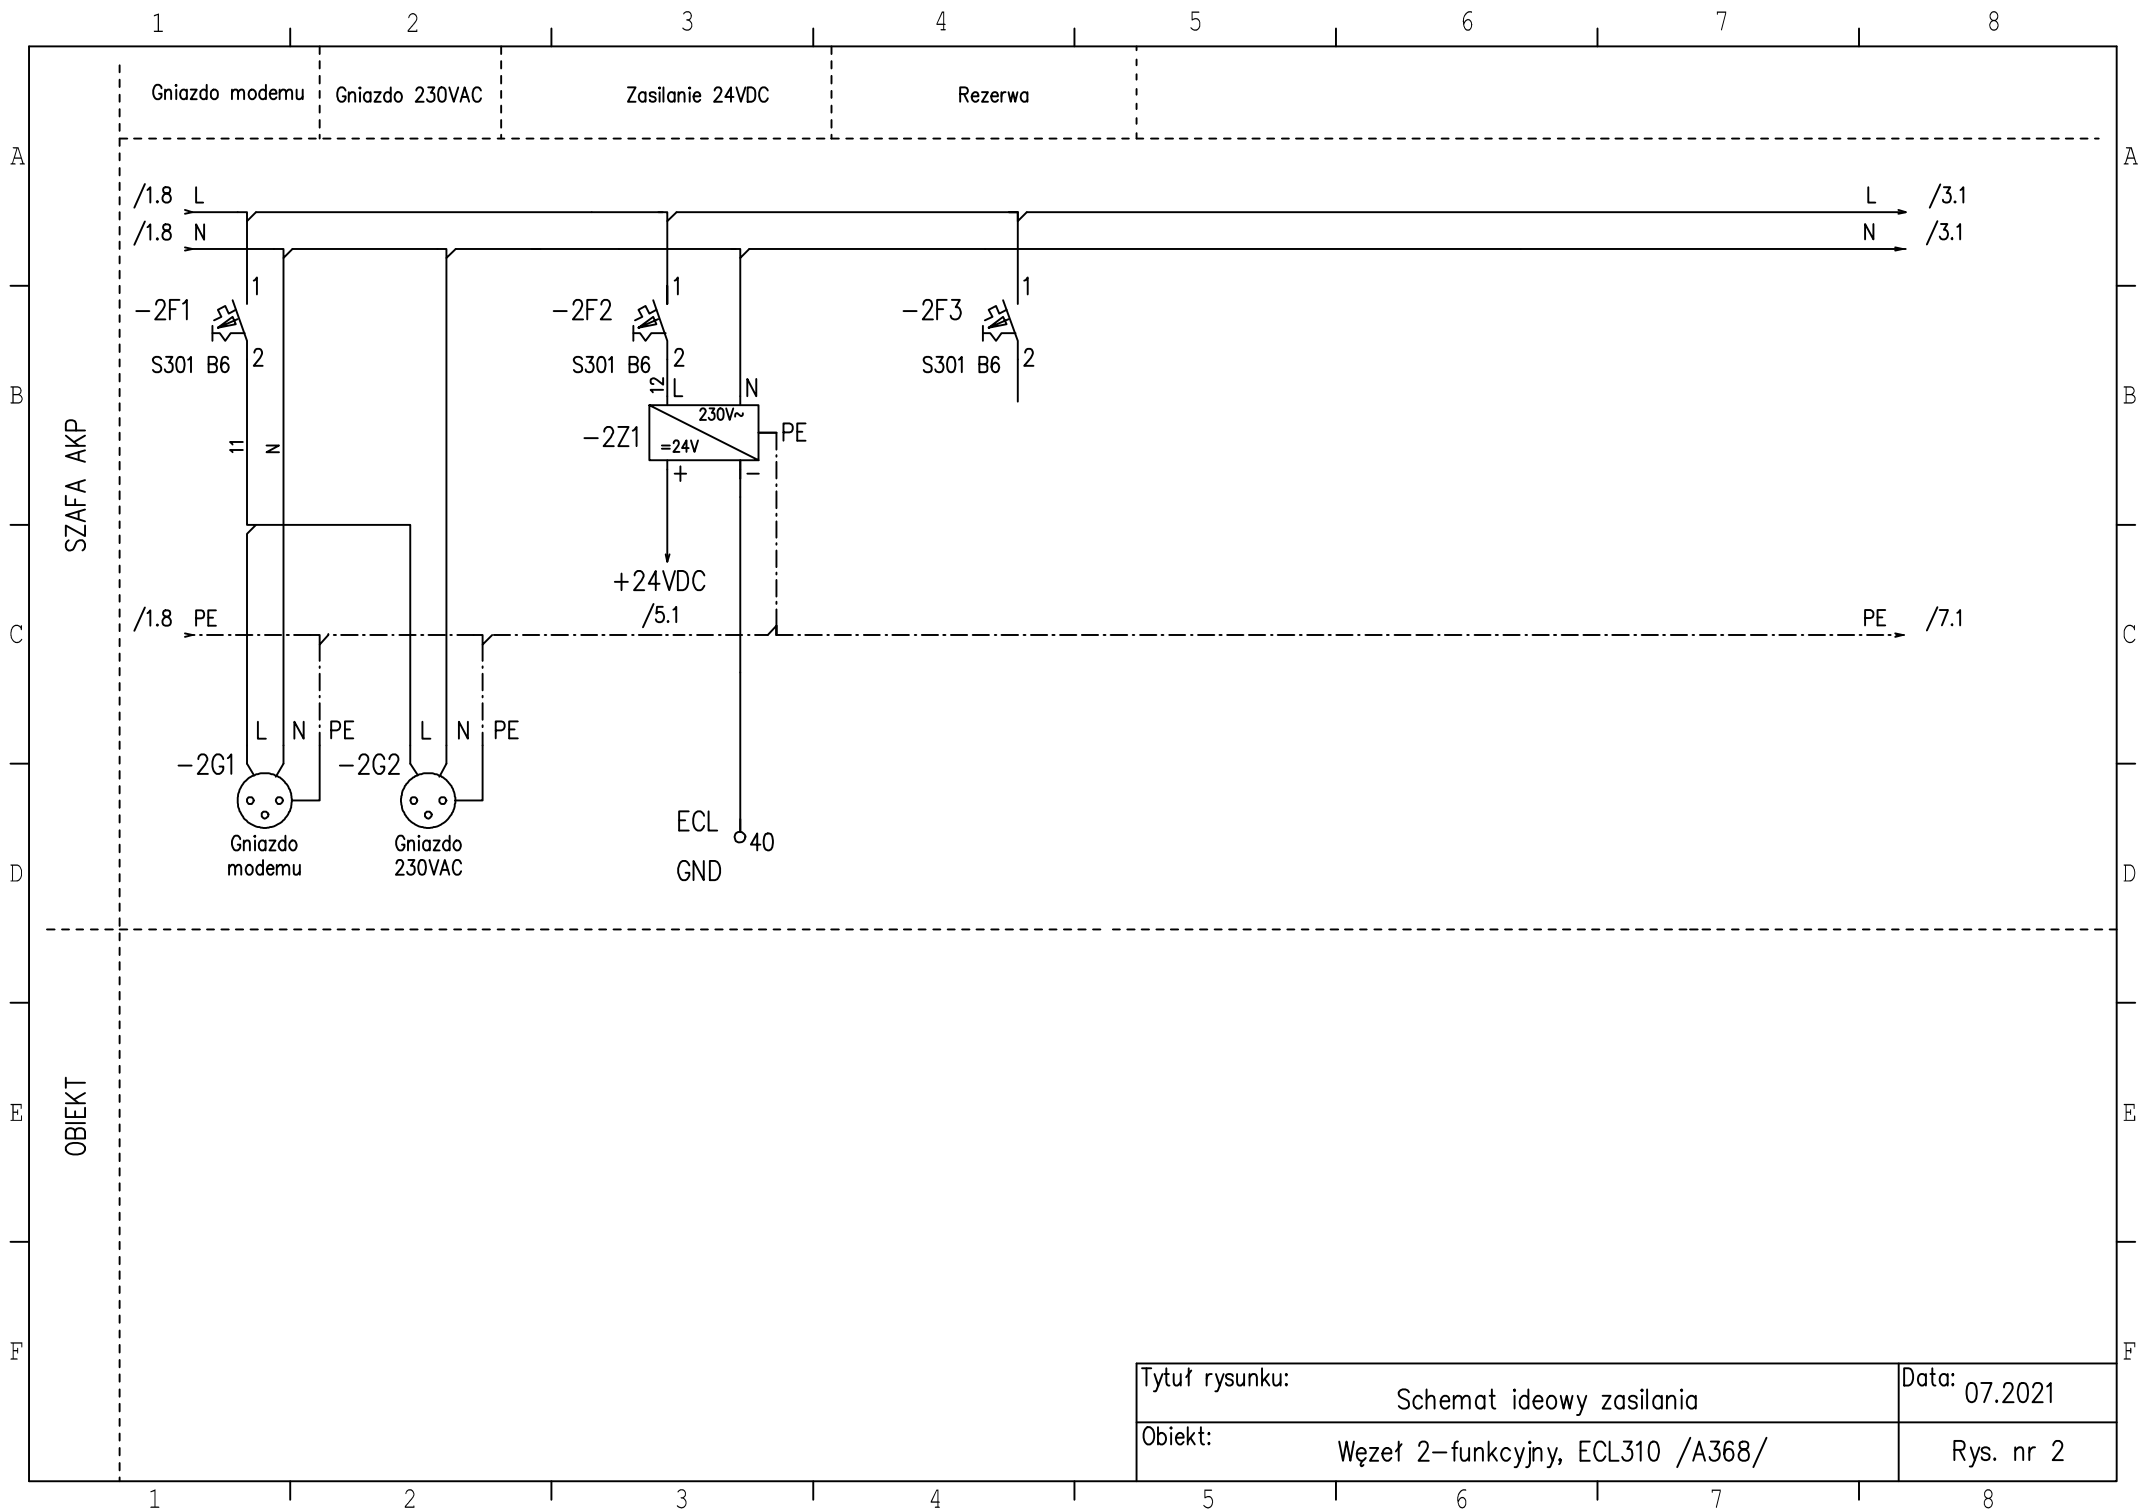 1 2 3 4 5 6 7 8
Gniazdo modemu Gniazdo 230VAC Zasilanie 24VDC Rezerwa
A A
/1.8 L L /3.1
/1.8 N N /3.1
1 1 1
-2F1 -2F2 -2F3
S301 B6 2 S301 B6 2 S301 B6 2
12 L N
B B
230V~
-2Z1 =24V PE
11 N
+ -
SZAFA AKP
+24VDC
/5.1
/1.8 PE PE /7.1
C C
L N PE L N PE
-2G1 -2G2
ECL 40
GND
Gniazdo Gniazdo
modemu 230VAC
D D
OBIEKT
E E
F F
Tytuł rysunku: Data:
Schemat ideowy zasilania 07.2021
Obiekt:
Węzeł 2-funkcyjny, ECL310 /A368/ Rys. nr 2
1 2 3 4 5 6 7 8